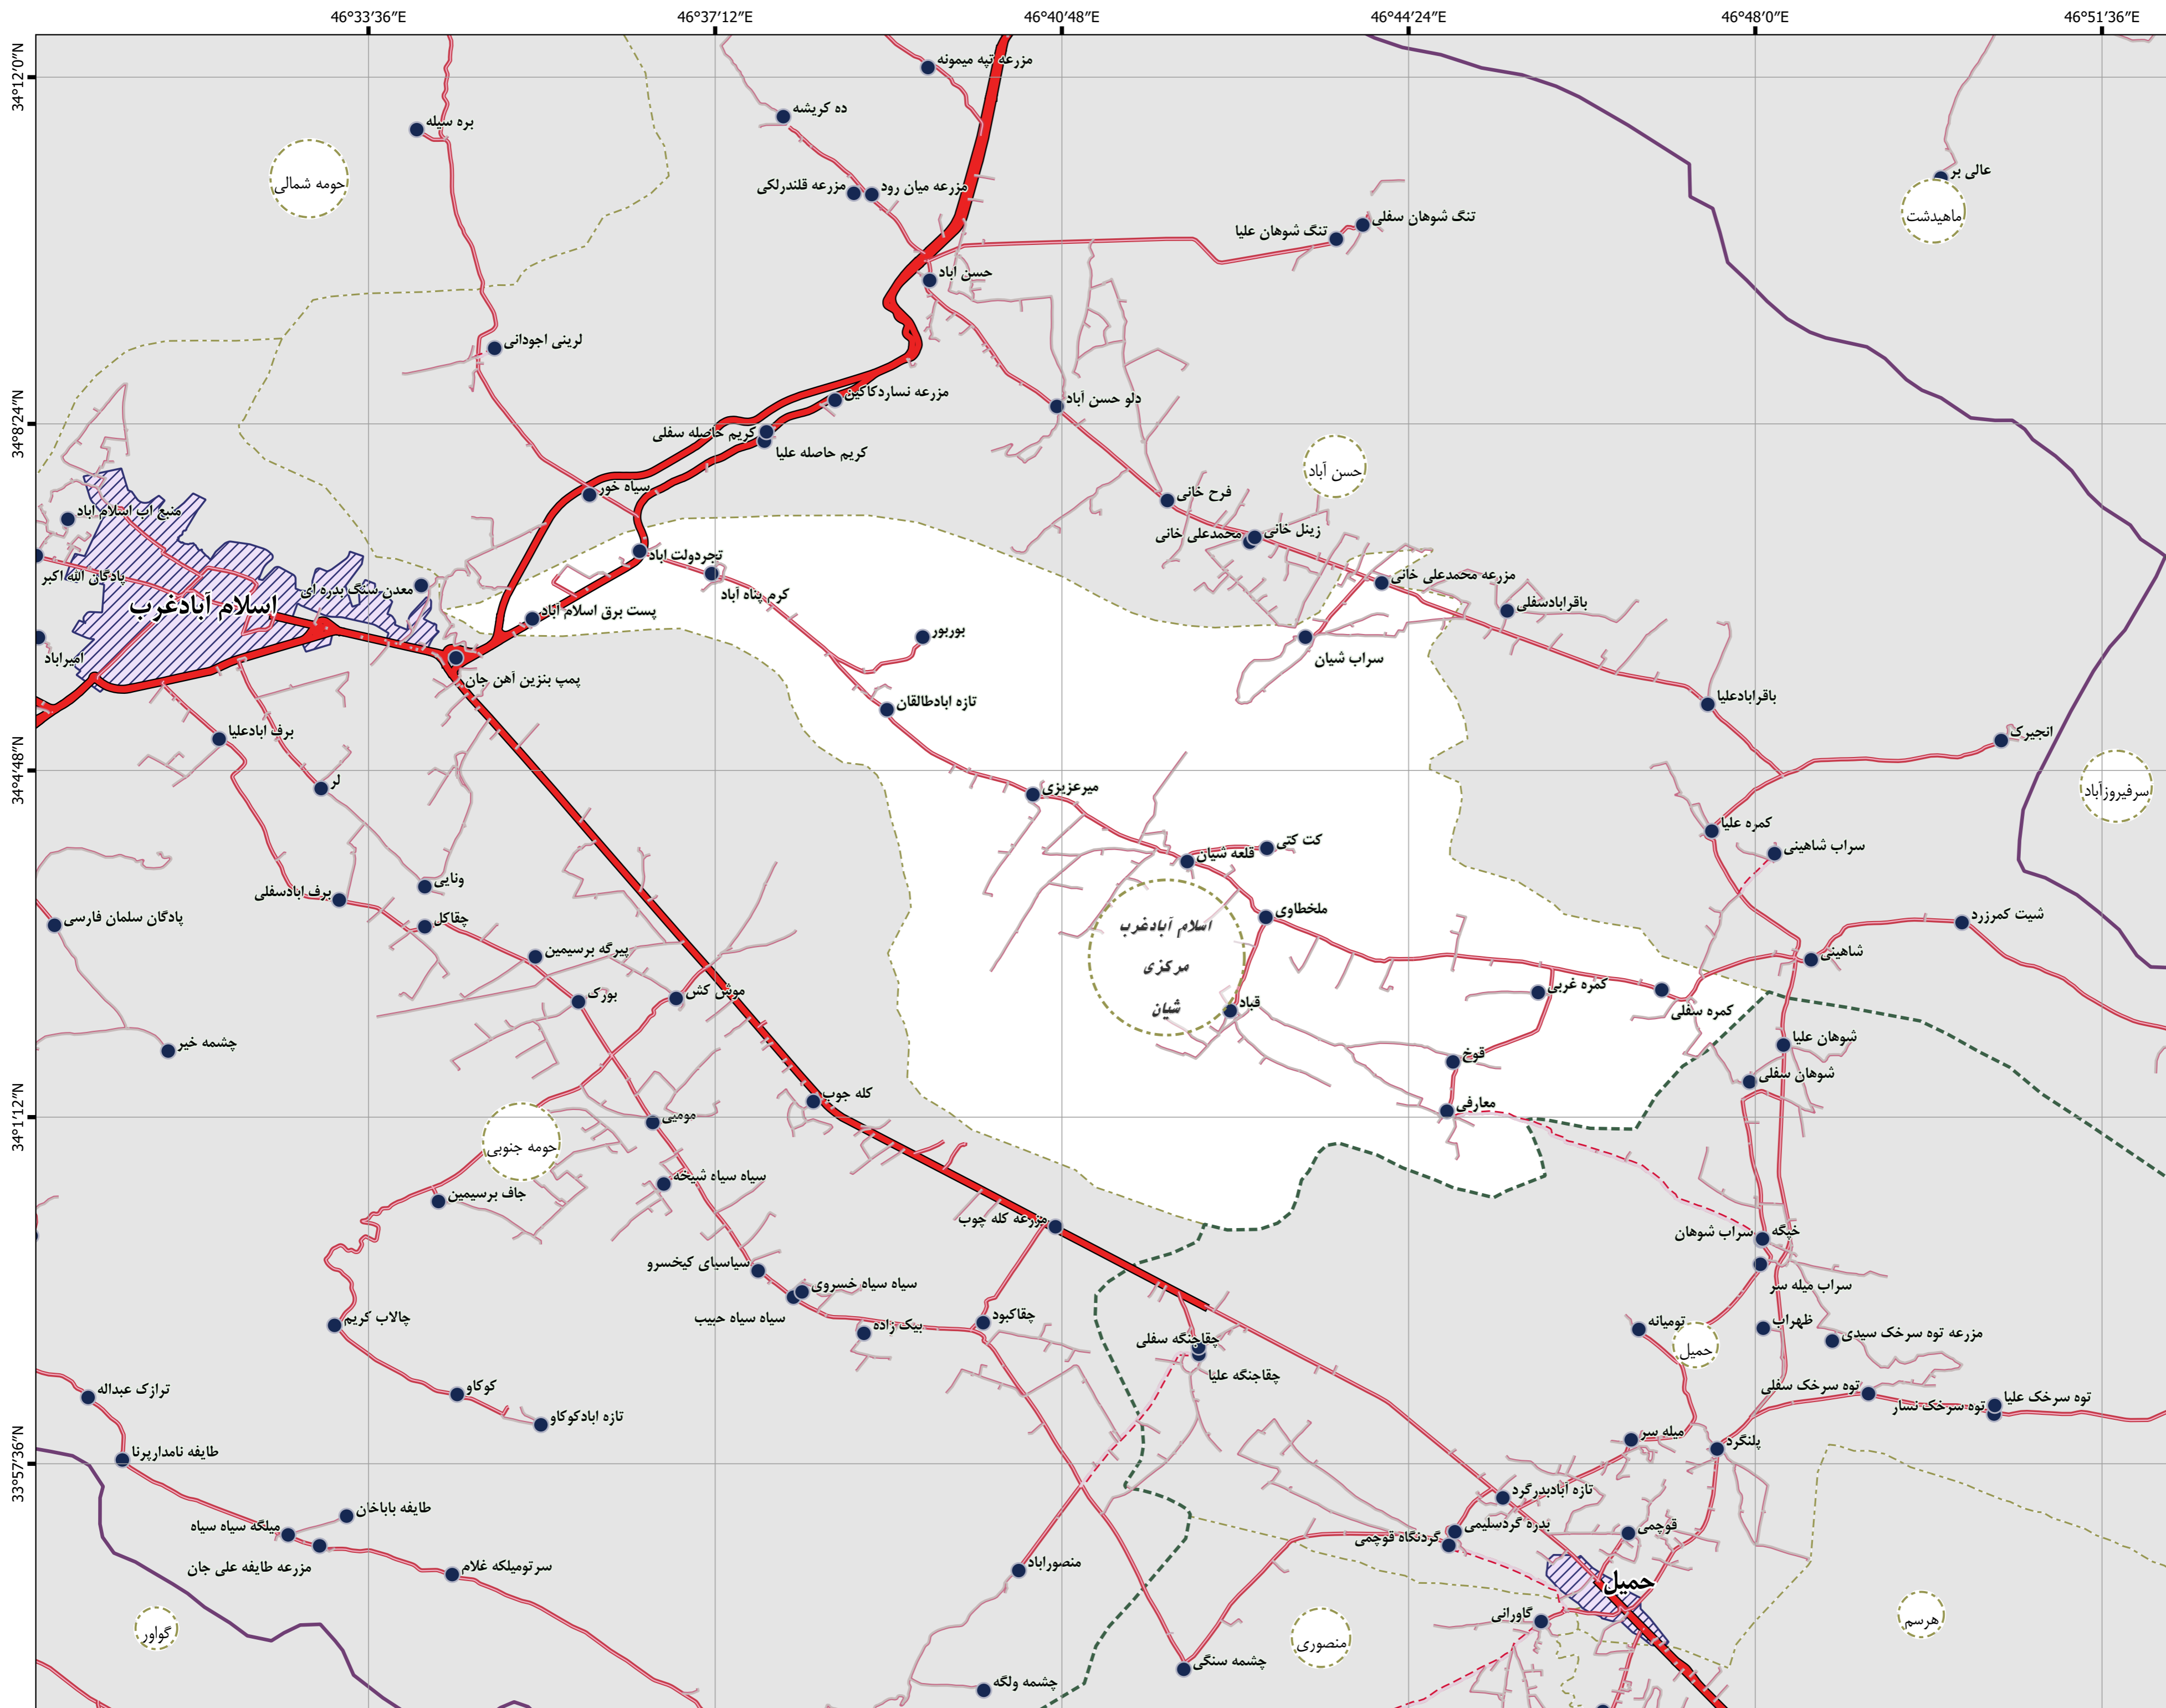 46°33'36"E
46°37'12"E
46°40'48"E
46°44'24"E
46°48'0"E
46°51'36"E
34°12'0"N
34°8'24"N
34°4'48"N
34°1'12"N
33°57'36"N
مزرعه تپه میمونه
ده کریشه
بره سیله
حومه شمالی
مزرعه قلندرلکی
مزرعه میان رود
عالی بر
ماهیدشت
تنگ شوهان سفلی
تنگ شوهان علیا
حسن آباد
لرینی اجودانی
مزرعه نساردکاکین
دلو حسن آباد
کریم حاصله سفلی
کریم حاصله علیا
حسن آباد
سیاه خور
فرح خانی
منبع اب اسلام آباد
زینل خانی
محمدعلی خانی
تجردولت اباد
پادگان الله اکبر
معدن سنگ بدره ای
کرم پناه آباد
مزرعه محمدعلی خانی
باقرابادسفلی
اسلام آبادغرب
پست برق اسلام آباد
بوربور
سراب شیان
امیراباد
پمپ بنزین آهن جان
تازه ابادطالقان
باقرابادعلیا
برف ابادعلیا
انجیرک
لر
میرعزیزی
سرفیروزآباد
کمره علیا
کت کتی
قلعه شیان
سراب شاهینی
ونایی
برف ابادسفلی
ملخطاوی
شیت کمرزرد
پادگان سلمان فارسی
چقاکل
اسلام آبادغرب
مرکزی
شیان
پیرگه برسیمین
شاهینی
بورک
موش کش
کمره غربی
کمره سفلی
قباد
چشمه خیر
شوهان علیا
قوخ
شوهان سفلی
کله جوب
معارفی
مومیی
حومه جنوبی
سیاه سیاه شیخه
جاف برسیمین
مزرعه کله چوب
خپگه
سراب شوهان
سیاسیای کیخسرو
سیاه سیاه خسروی
سراب میله سر
سیاه سیاه حبیب
چالاب کریم
چقاکبود
بیک زاده
تومیانه
ظهراب
مزرعه توه سرخک سیدی
چقاجنگه سفلی
حمیل
چقاجنگه علیا
کوکاو
ترازک عبداله
توه سرخک سفلی
توه سرخک علیا
توه سرخک نسار
تازه ابادکوکاو
میله سر
پلنگرد
طایفه نامدارپرنا
تازه آبادبدرگرد
طایفه باباخان
میلگه سیاه سیاه
بدره گردسلیمی
قوچمی
گردنگاه قوچمی
مزرعه طایفه علی جان
سرتومیلکه غلام
منصوراباد
حمیل
گاورانی
گواور
منصوری
هرسم
چشمه سنگی
چشمه ولگه